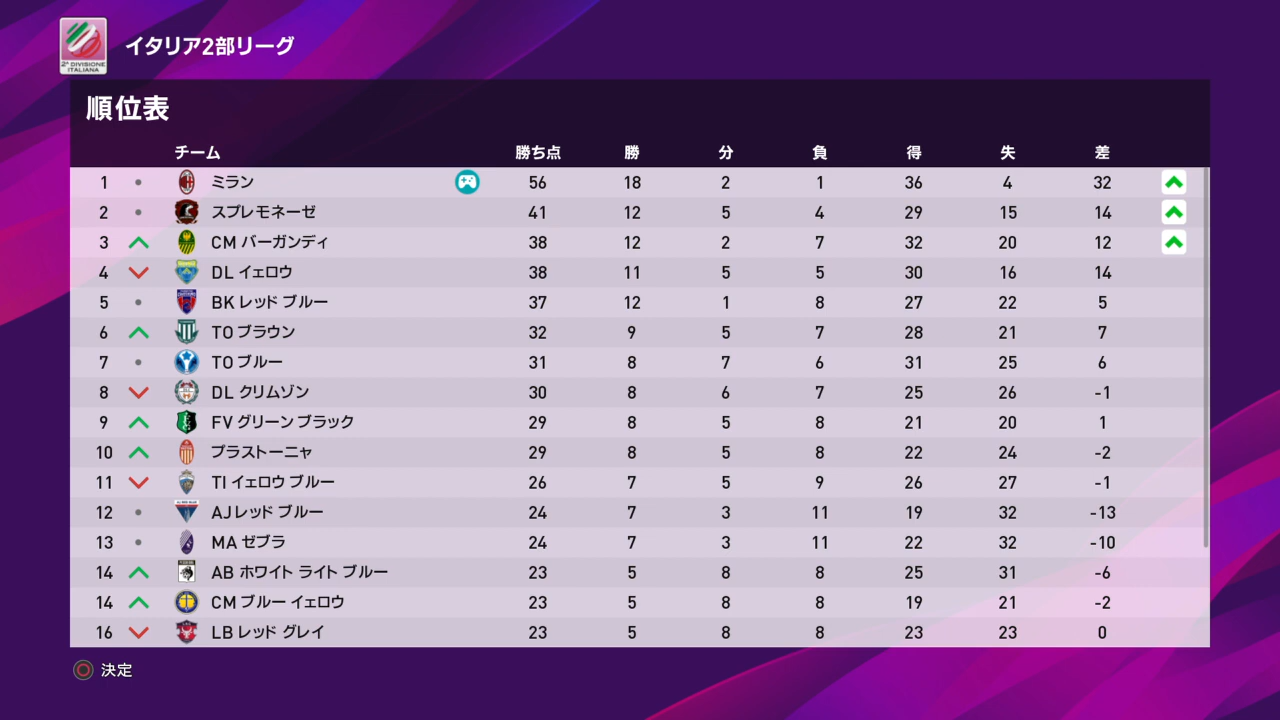 イタリア2部リーグ
2ª DIVISIONE
ITALIANA
順位表
チーム 勝ち点 勝 分 負 得 失 差
1 ミラン 56 18 2 1 36 4 32
2 スプレモネーゼ 41 12 5 4 29 15 14
3 CM バーガンディ 38 12 2 7 32 20 12
4 DL イェロウ 38 11 5 5 30 16 14
5 BK レッド ブルー 37 12 1 8 27 22 5
6 TO ブラウン 32 9 5 7 28 21 7
7 TO ブルー 31 8 7 6 31 25 6
8 DL クリムゾン 30 8 6 7 25 26 -1
9 FV グリーン ブラック 29 8 5 8 21 20 1
10 プラストーニャ 29 8 5 8 22 24 -2
11 TI イェロウ ブルー 26 7 5 9 26 27 -1
12 AJ レッド ブルー 24 7 3 11 19 32 -13
13 MA ゼブラ 24 7 3 11 22 32 -10
14 AB ホワイト ライト ブルー 23 5 8 8 25 31 -6
14 CM ブルー イェロウ 23 5 8 8 19 21 -2
16 LB レッド グレイ 23 5 8 8 23 23 0
決定